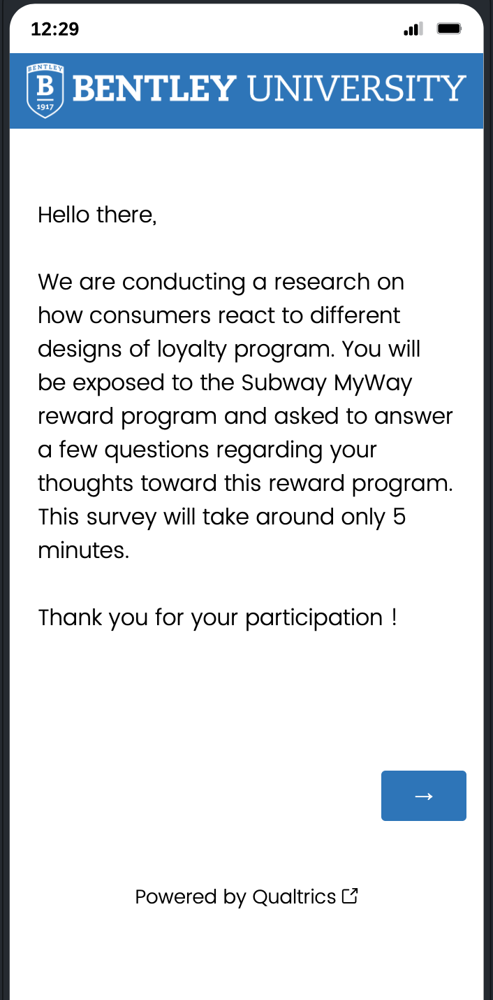 12:29
BENTLEY
B
1917
BENTLEY UNIVERSITY
Hello there,
We are conducting a research on
how consumers react to different
designs of loyalty program. You will
be exposed to the Subway MyWay
reward program and asked to answer
a few questions regarding your
thoughts toward this reward program.
This survey will take around only 5
minutes.
Thank you for your participation !
→
Powered by Qualtrics